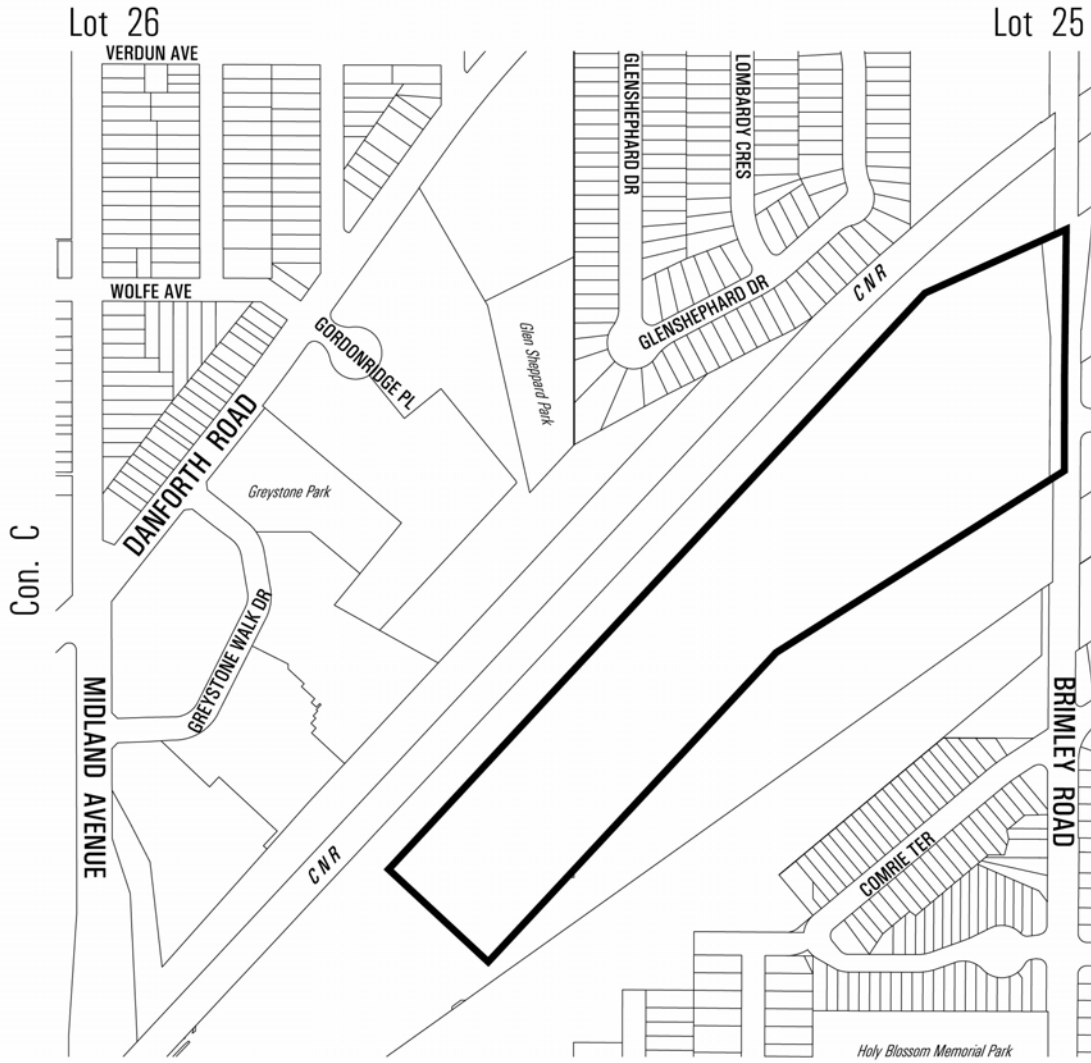 Lot 26
Lot 25
VERDUN AVE
GLENSHEPHARD DR
LOMBARDY CRES
WOLFE AVE
CNR
GLENSHEPHARD DR
GORDONRIDGE PL
Glen Sheppard Park
DANFORTH ROAD
Greystone Park
Con. C
GREYSTONE WALK DR
MIDLAND AVENUE
BRIMLEY ROAD
CNR
COMRIE TER
Holy Blossom Memorial Park